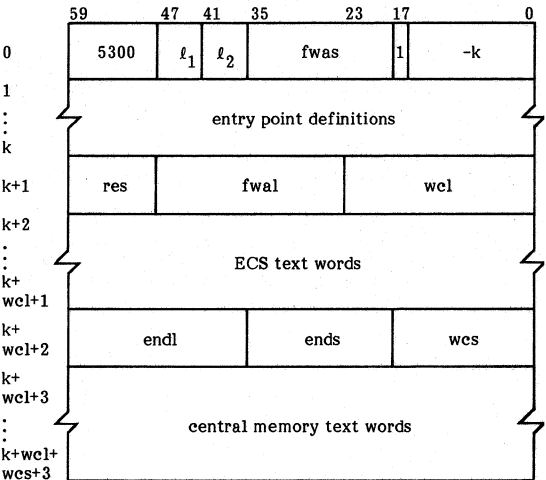 59 47 41 35 23 17 0
0 5300 ℓ1 ℓ2 fwas 1 -k
1
⋮ entry point definitions
k
k+1 res fwal wcl
k+2
⋮ ECS text words
k+
wcl+1
k+
wcl+2 endl ends wcs
k+
wcl+3
⋮ central memory text words
k+wcl+
wcs+3